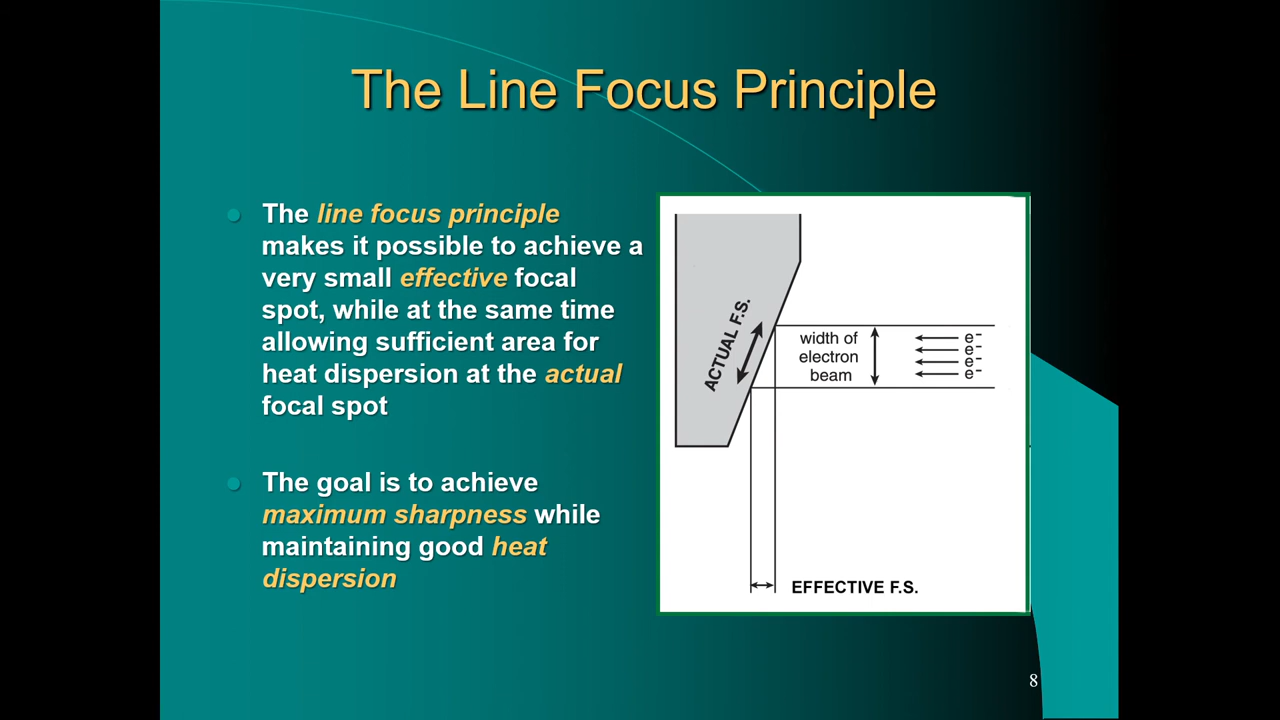 The Line Focus Principle
The line focus principle
makes it possible to achieve a
very small effective focal
spot, while at the same time
allowing sufficient area for
heat dispersion at the actual
focal spot
The goal is to achieve
maximum sharpness while
maintaining good heat
dispersion
ACTUAL F.S.
width of
electron
beam
e⁻
e⁻
e⁻
e⁻
EFFECTIVE F.S.
8